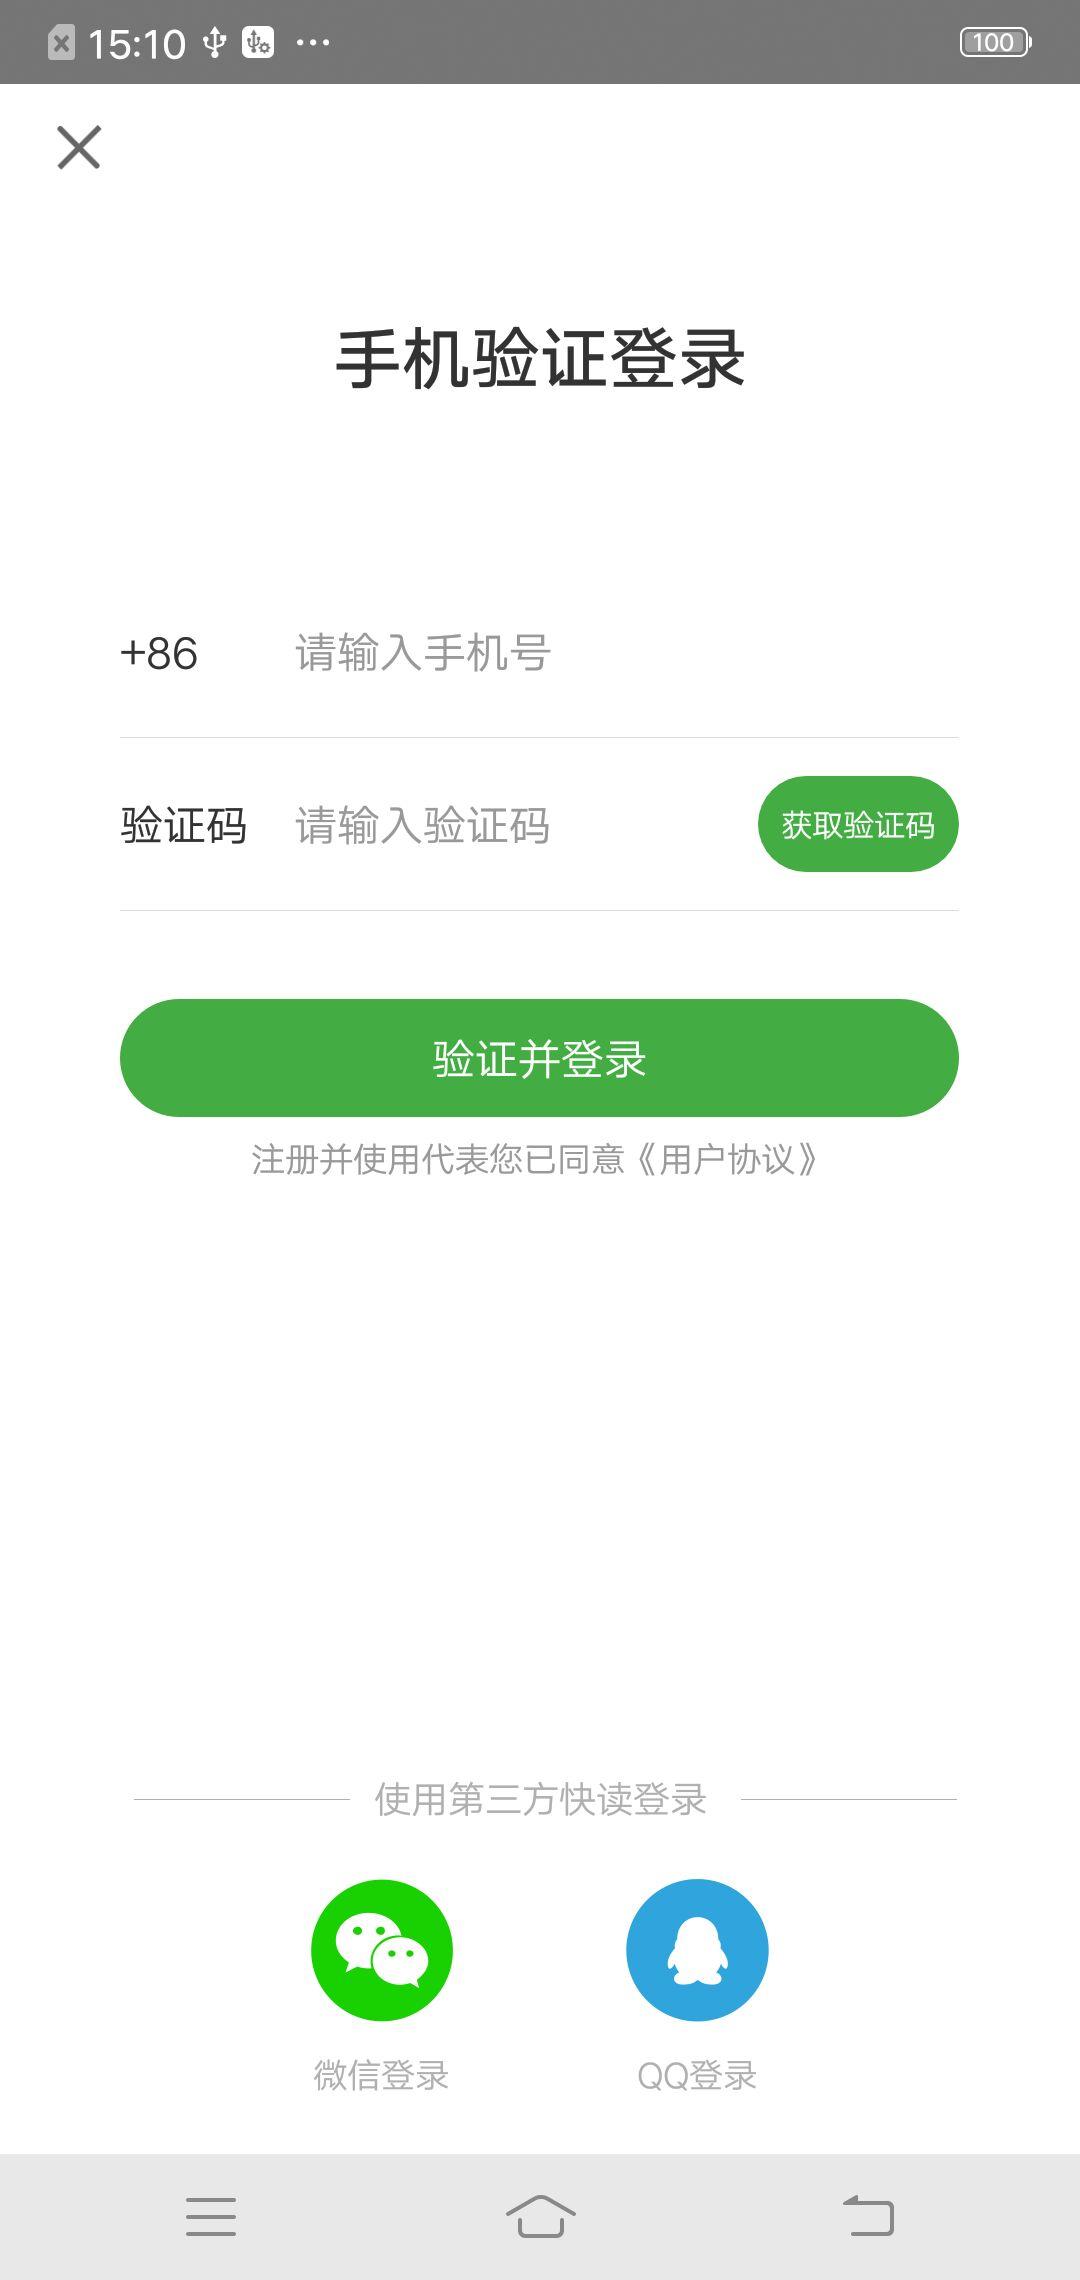 15:10
100
手机验证登录
+86 请输入手机号
验证码 请输入验证码 获取验证码
验证并登录
注册并使用代表您已同意《用户协议》
使用第三方快读登录
微信登录 QQ登录